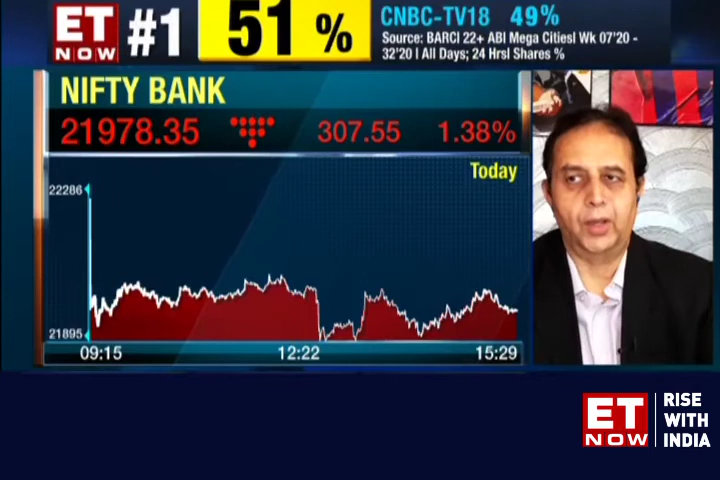 ET
NOW
#1
51 %
CNBC-TV18 49%
Source: BARCI 22+ ABI Mega Citiesl Wk 07'20 -
32'20 I All Days; 24 Hrsl Shares %
NIFTY BANK
21978.35 307.55 1.38%
Today
22286
21895
09:15 12:22 15:29
ET
NOW
RISE
WITH
INDIA